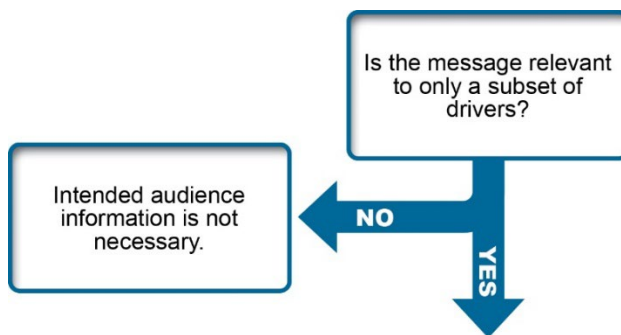 Is the message relevant
to only a subset of
drivers?
Intended audience
information is not
necessary.
NO
YES